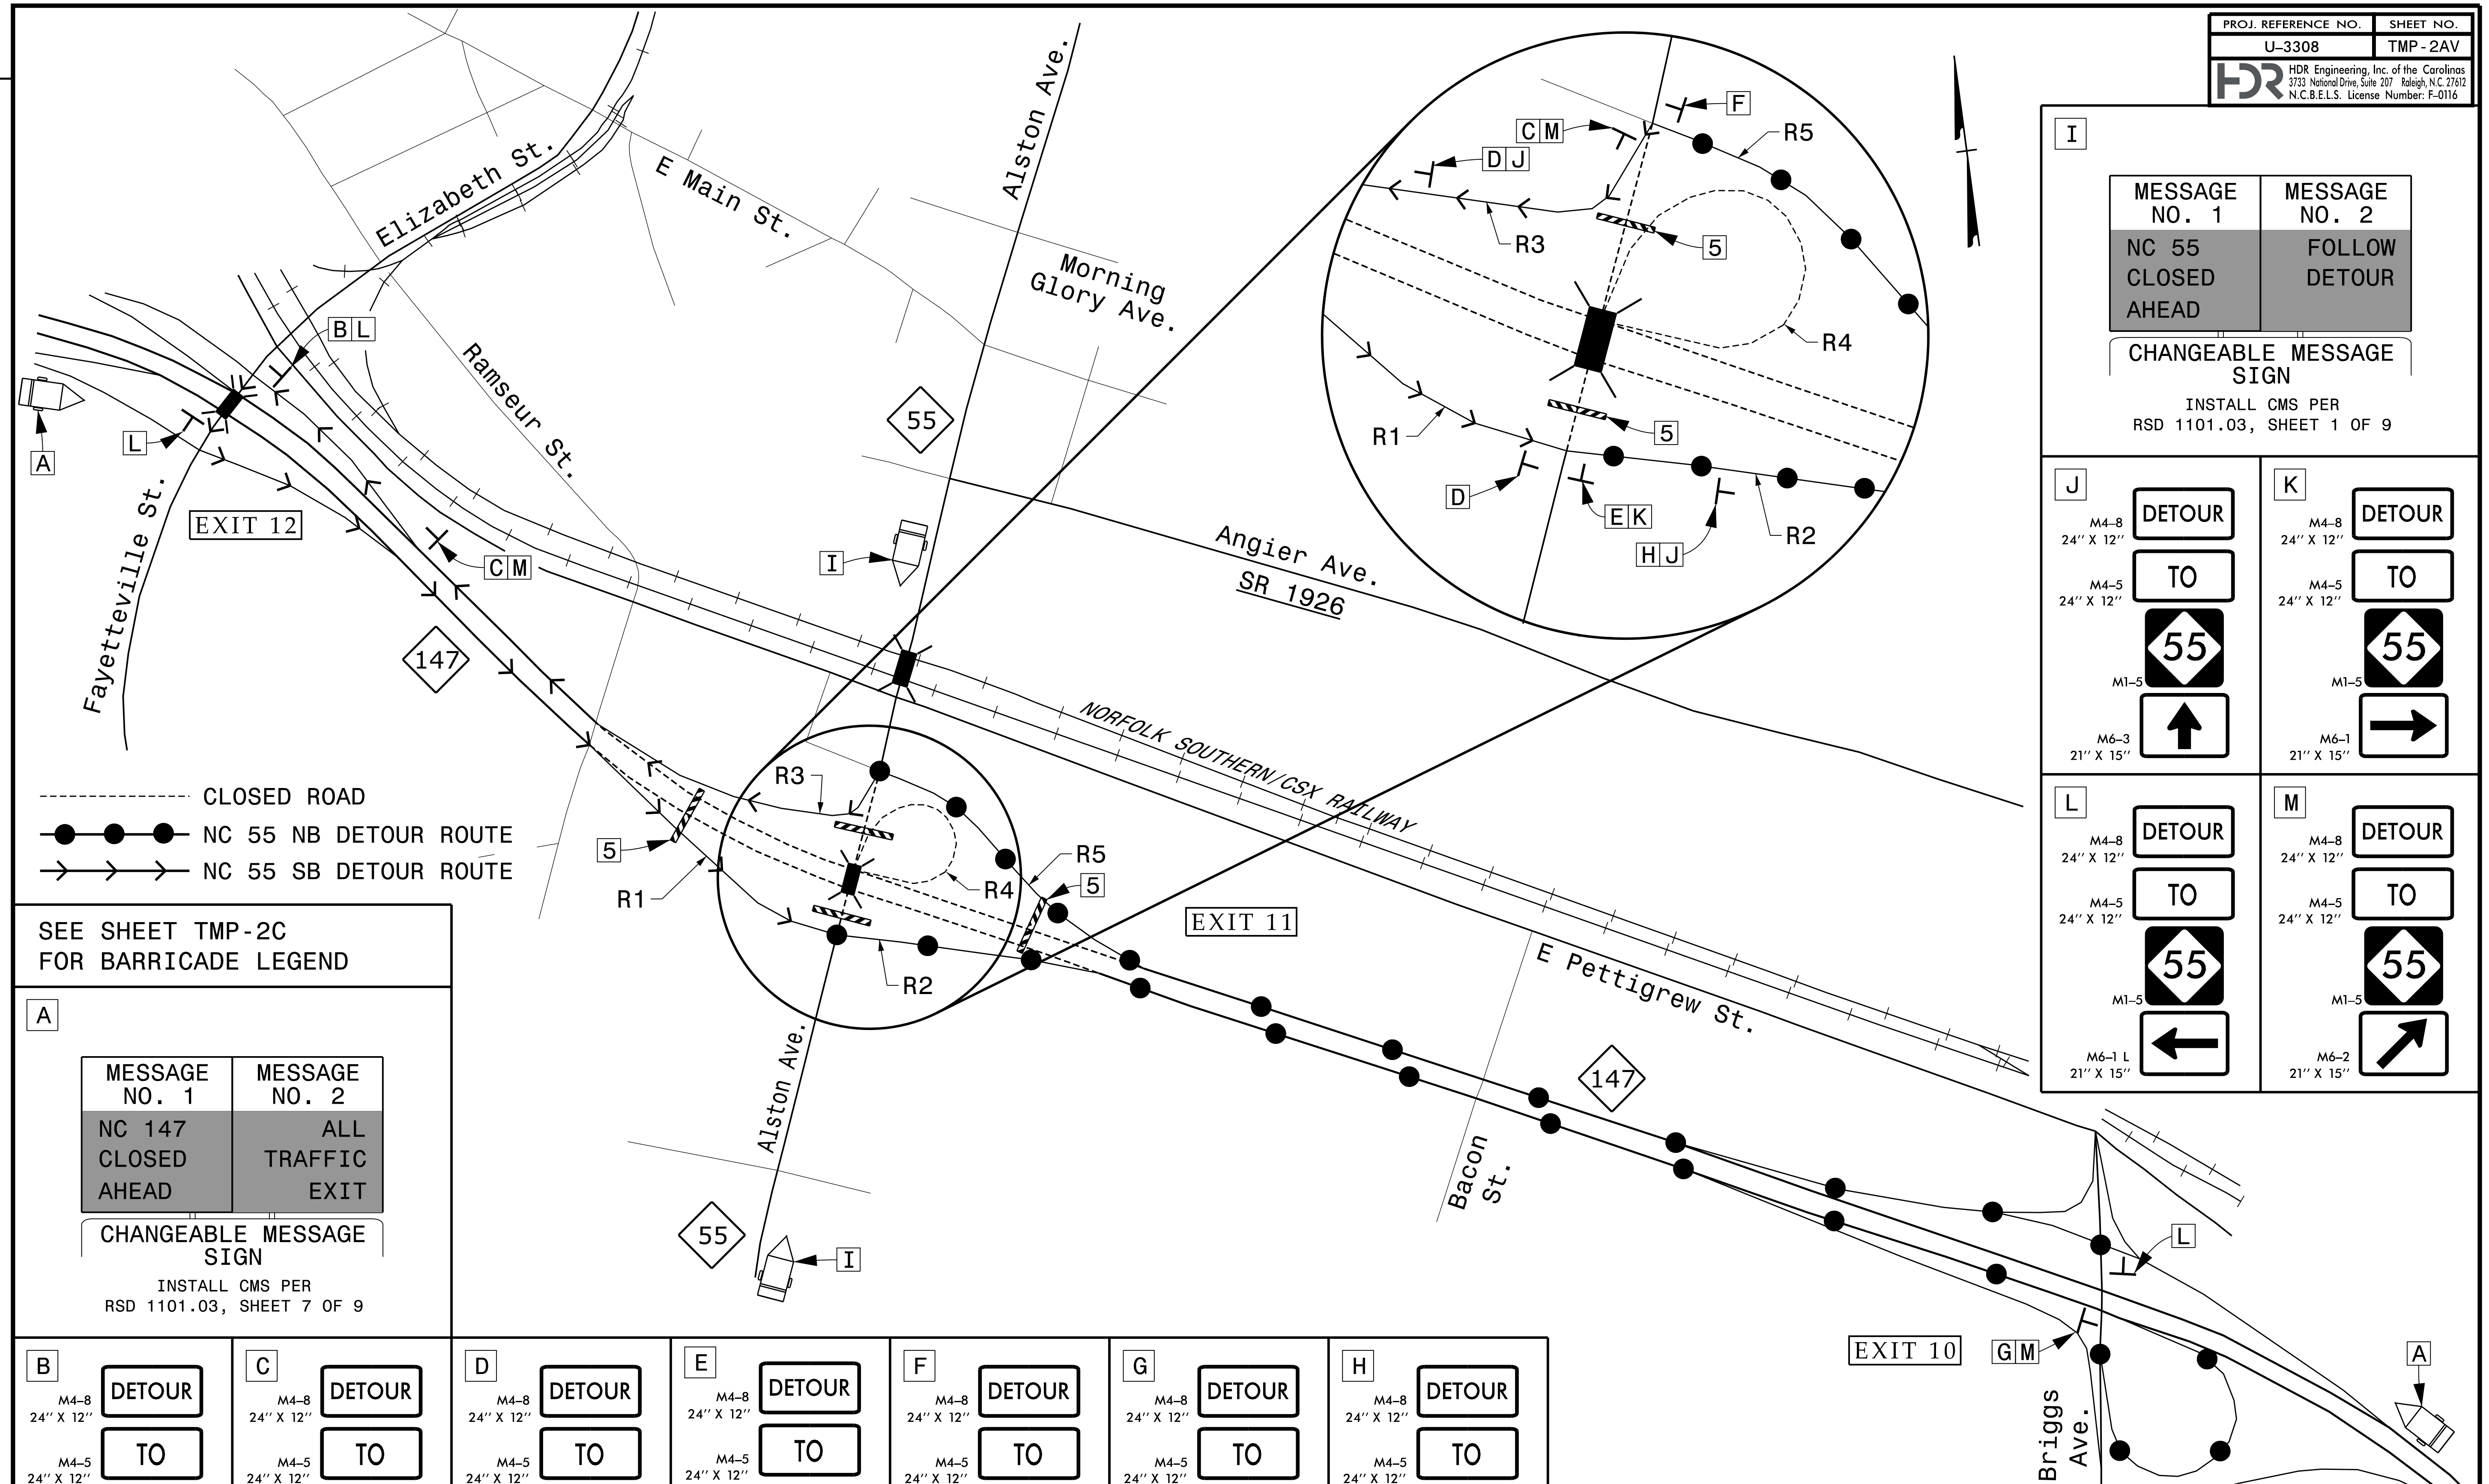 PROJ. REFERENCE NO. SHEET NO.
U-3308 TMP-2AV
HDR
HDR Engineering, Inc. of the Carolinas
3733 National Drive, Suite 207 Raleigh, N.C. 27612
N.C.B.E.L.S. License Number: F-0116
Elizabeth St.
E Main St.
Alston Ave.
Morning
Glory Ave.
Ramseur St.
Fayetteville St.
B L
L
A
EXIT 12
C M
147
55
I
Angier Ave.
SR 1926
NORFOLK SOUTHERN/CSX RAILWAY
F
C M
D J
R5
R3
5
R4
R1
5
D
E K
H J
R2
R3
5
R1
R5
5
R4
R2
EXIT 11
E Pettigrew St.
147
Alston Ave.
Bacon
St.
55
I
L
EXIT 10
G M
A
Briggs
Ave.
CLOSED ROAD
NC 55 NB DETOUR ROUTE
NC 55 SB DETOUR ROUTE
SEE SHEET TMP-2C
FOR BARRICADE LEGEND
A
MESSAGE MESSAGE
NO. 1 NO. 2
NC 147 ALL
CLOSED TRAFFIC
AHEAD EXIT
CHANGEABLE MESSAGE
SIGN
INSTALL CMS PER
RSD 1101.03, SHEET 7 OF 9
I
MESSAGE MESSAGE
NO. 1 NO. 2
NC 55 FOLLOW
CLOSED DETOUR
AHEAD
CHANGEABLE MESSAGE
SIGN
INSTALL CMS PER
RSD 1101.03, SHEET 1 OF 9
J
M4-8
24" X 12"
DETOUR
M4-5
24" X 12"
TO
M1-5
55
M6-3
21" X 15"
K
M4-8
24" X 12"
DETOUR
M4-5
24" X 12"
TO
M1-5
55
M6-1
21" X 15"
L
M4-8
24" X 12"
DETOUR
M4-5
24" X 12"
TO
M1-5
55
M6-1 L
21" X 15"
M
M4-8
24" X 12"
DETOUR
M4-5
24" X 12"
TO
M1-5
55
M6-2
21" X 15"
B
M4-8
24" X 12"
DETOUR
M4-5
24" X 12"
TO
C
M4-8
24" X 12"
DETOUR
M4-5
24" X 12"
TO
D
M4-8
24" X 12"
DETOUR
M4-5
24" X 12"
TO
E
M4-8
24" X 12"
DETOUR
M4-5
24" X 12"
TO
F
M4-8
24" X 12"
DETOUR
M4-5
24" X 12"
TO
G
M4-8
24" X 12"
DETOUR
M4-5
24" X 12"
TO
H
M4-8
24" X 12"
DETOUR
M4-5
24" X 12"
TO